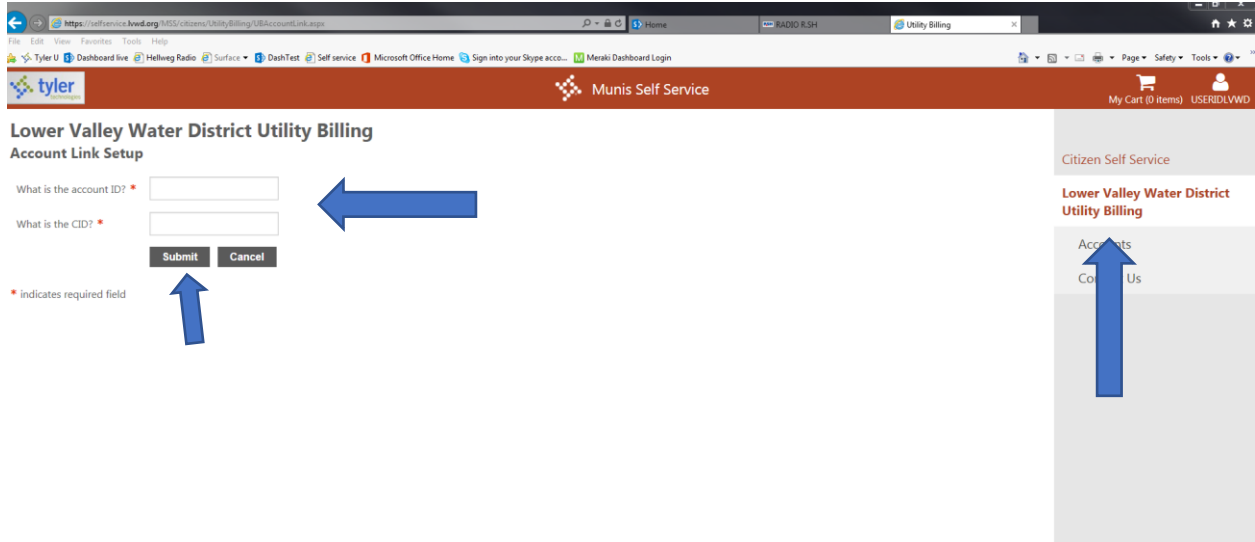 https://selfservice.lvwd.org/MSS/citizens/UtilityBilling/UBAccountLink.aspx
Home
RADIO R.SH
Utility Billing
File Edit View Favorites Tools Help
Tyler U Dashboard live Hellweg Radio Surface DashTest Self service Microsoft Office Home Sign into your Skype acco... Meraki Dashboard Login
Page Safety Tools
tyler
technologies
Munis Self Service
My Cart (0 items) USERIDLVWD
Lower Valley Water District Utility Billing
Account Link Setup
What is the account ID? *
What is the CID? *
Submit Cancel
* indicates required field
Citizen Self Service
Lower Valley Water District
Utility Billing
Us